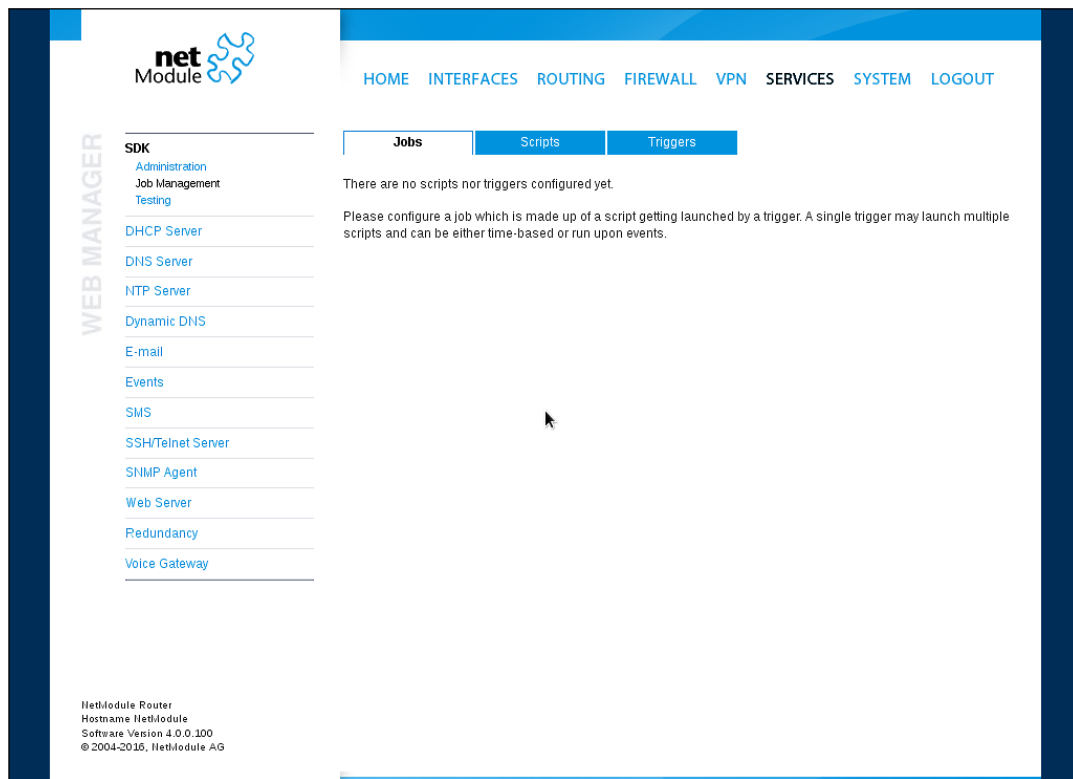 net
Module
HOME INTERFACES ROUTING FIREWALL VPN SERVICES SYSTEM LOGOUT
WEB MANAGER
SDK
Administration
Job Management
Testing
DHCP Server
DNS Server
NTP Server
Dynamic DNS
E-mail
Events
SMS
SSH/Telnet Server
SNMP Agent
Web Server
Redundancy
Voice Gateway
Jobs Scripts Triggers
There are no scripts nor triggers configured yet.
Please configure a job which is made up of a script getting launched by a trigger. A single trigger may launch multiple
scripts and can be either time-based or run upon events.
NetModule Router
Hostname NetModule
Software Version 4.0.0.100
© 2004-2016, NetModule AG